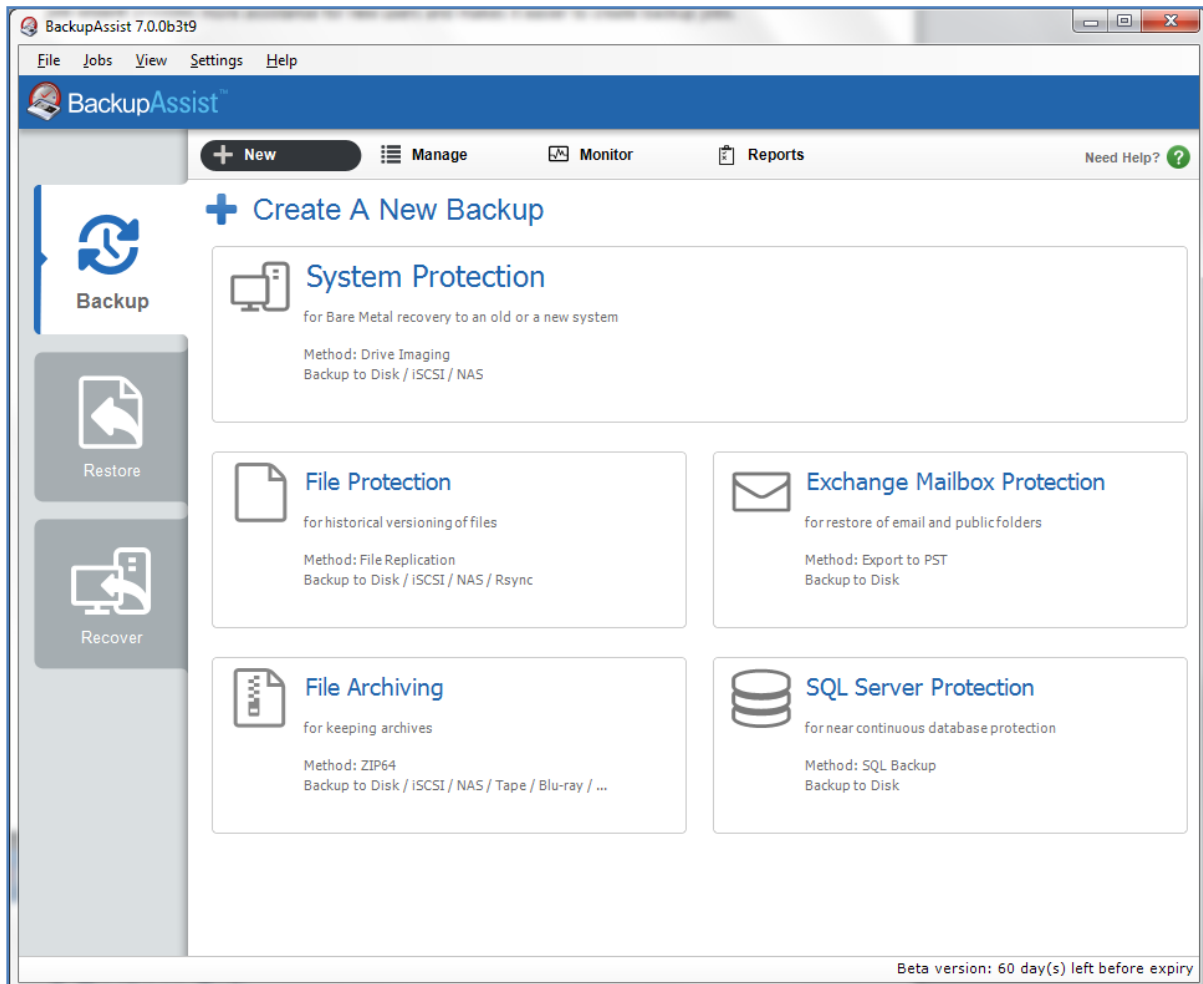 BackupAssist 7.0.0b3t9
File Jobs View Settings Help
BackupAssist™
New Manage Monitor Reports Need Help? ?
Create A New Backup
Backup
Restore
Recover
System Protection
for Bare Metal recovery to an old or a new system
Method: Drive Imaging
Backup to Disk / iSCSI / NAS
File Protection
for historical versioning of files
Method: File Replication
Backup to Disk / iSCSI / NAS / Rsync
Exchange Mailbox Protection
for restore of email and public folders
Method: Export to PST
Backup to Disk
File Archiving
for keeping archives
Method: ZIP64
Backup to Disk / iSCSI / NAS / Tape / Blu-ray / ...
SQL Server Protection
for near continuous database protection
Method: SQL Backup
Backup to Disk
Beta version: 60 day(s) left before expiry